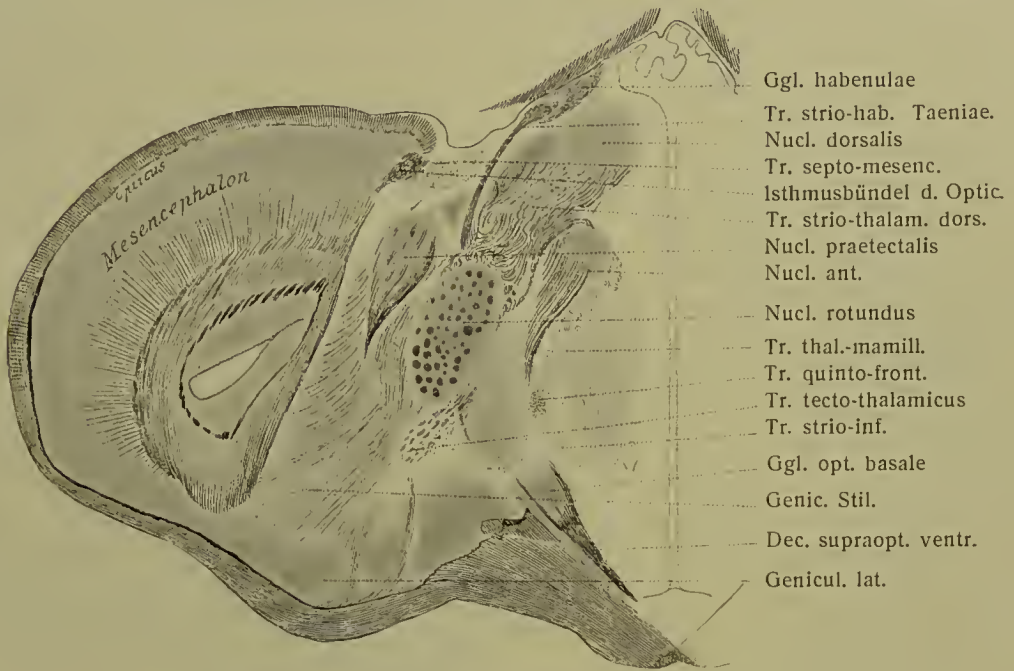 Opticus
Mesencephalon
Ggl. habenulae
Tr. strio-hab. Taeniae.
Nucl. dorsalis
Tr. septo-mesenc.
Isthmusbündel d. Optic.
Tr. strio-thalam. dors.
Nucl. praetectalis
Nucl. ant.
Nucl. rotundus
Tr. thal.-mamill.
Tr. quinto-front.
Tr. tecto-thalamicus
Tr. strio-inf.
Ggl. opt. basale
Genic. Stil.
Dec. supraopt. ventr.
Genicul. lat.